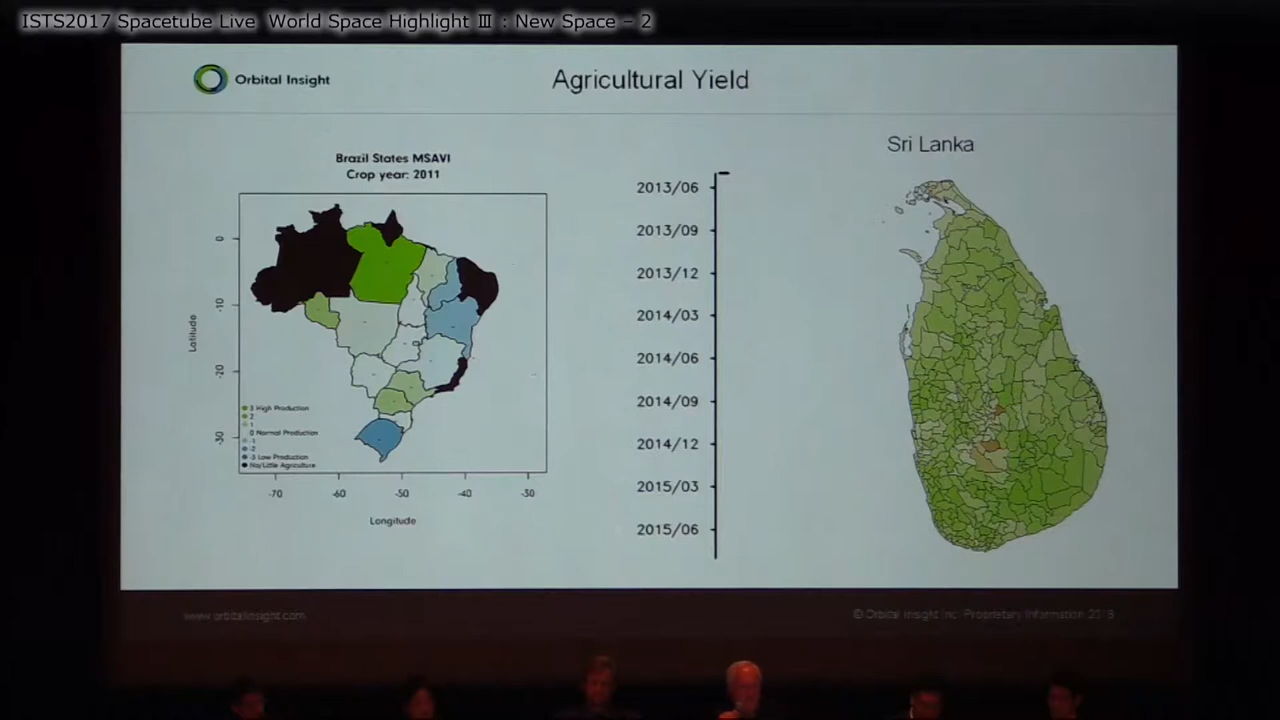 ISTS2017 Spacetube Live World Space Highlight Ⅲ : New Space – 2
Orbital Insight
Agricultural Yield
Brazil States MSAVI
Crop year: 2011
0
-10
-20
-30
Latitude
3 High Production
2
1
0 Normal Production
-1
-2
-3 Low Production
No/Little Agriculture
-70 -60 -50 -40 -30
Longitude
2013/06
2013/09
2013/12
2014/03
2014/06
2014/09
2014/12
2015/03
2015/06
Sri Lanka
www.orbitalinsight.com
© Orbital Insight Inc. Proprietary Information